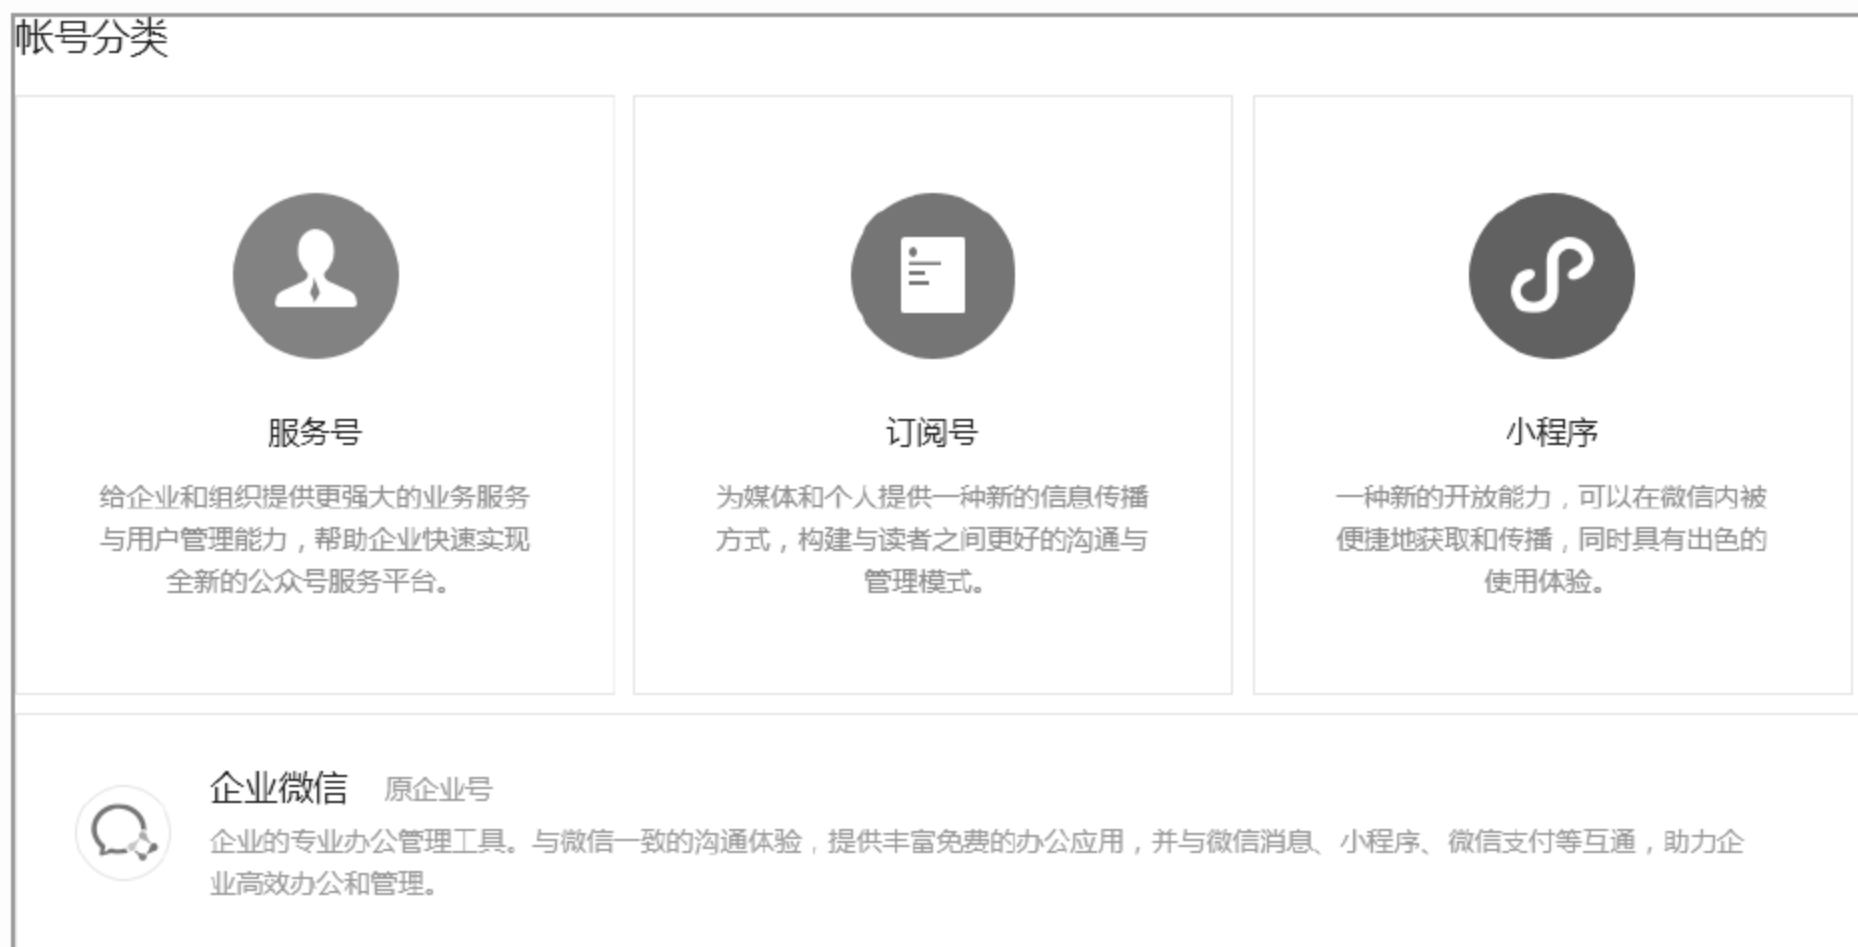 帐号分类
服务号
给企业和组织提供更强大的业务服务
与用户管理能力，帮助企业快速实现
全新的公众号服务平台。
订阅号
为媒体和个人提供一种新的信息传播
方式，构建与读者之间更好的沟通与
管理模式。
小程序
一种新的开放能力，可以在微信内被
便捷地获取和传播，同时具有出色的
使用体验。
企业微信 原企业号
企业的专业办公管理工具。与微信一致的沟通体验，提供丰富免费的办公应用，并与微信消息、小程序、微信支付等互通，助力企
业高效办公和管理。